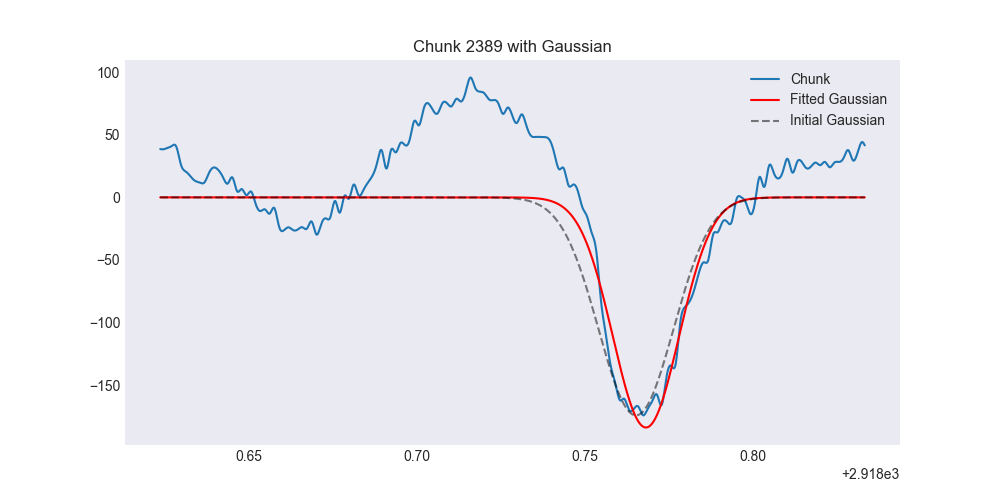 Chunk 2389 with Gaussian
100
50
0
−50
−100
−150
Chunk
Fitted Gaussian
Initial Gaussian
0.65 0.70 0.75 0.80
+2.918e3